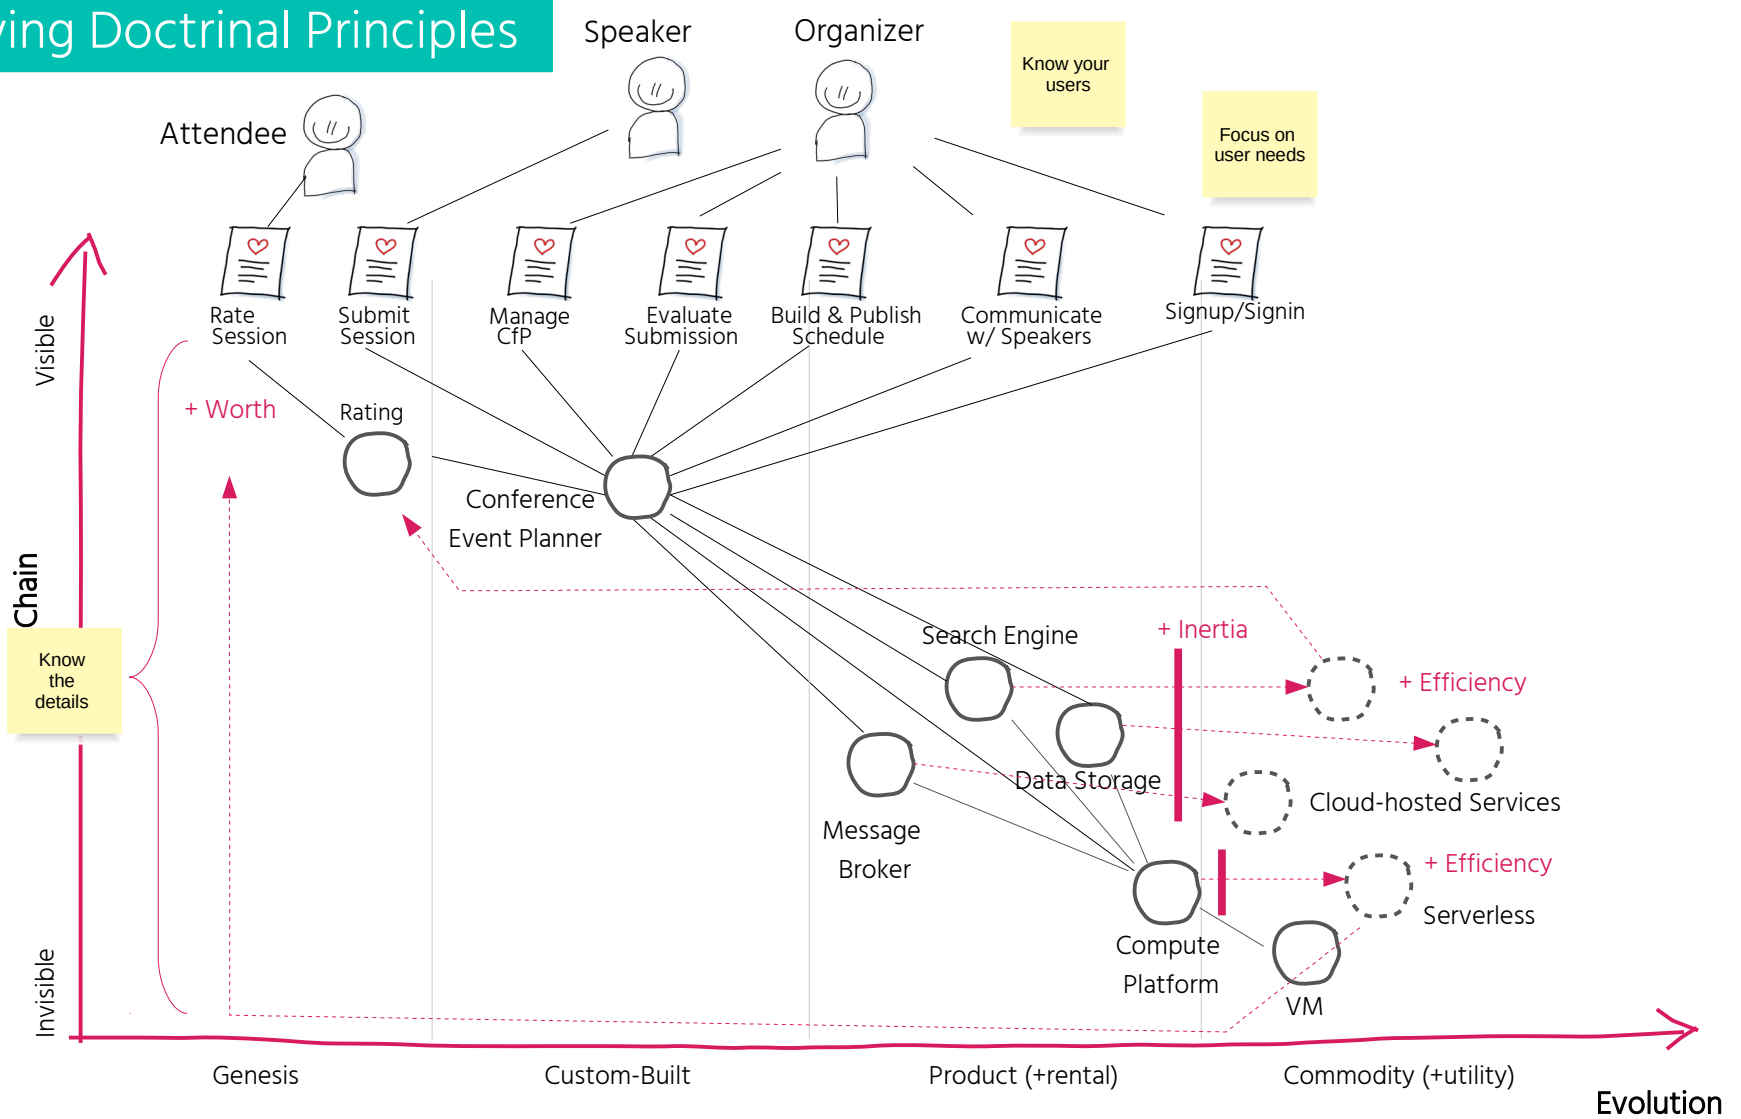 ving Doctrinal Principles
Speaker
Organizer
Know your
users
Focus on
user needs
Attendee
Rate
Session
Submit
Session
Manage
CfP
Evaluate
Submission
Build & Publish
Schedule
Communicate
w/ Speakers
Signup/Signin
Visible
+ Worth
Rating
Conference
Event Planner
Chain
Know
the
details
Search Engine
+ Inertia
+ Efficiency
Data Storage
Cloud-hosted Services
Message
Broker
+ Efficiency
Serverless
Compute
Platform
VM
Invisible
Genesis
Custom-Built
Product (+rental)
Commodity (+utility)
Evolution